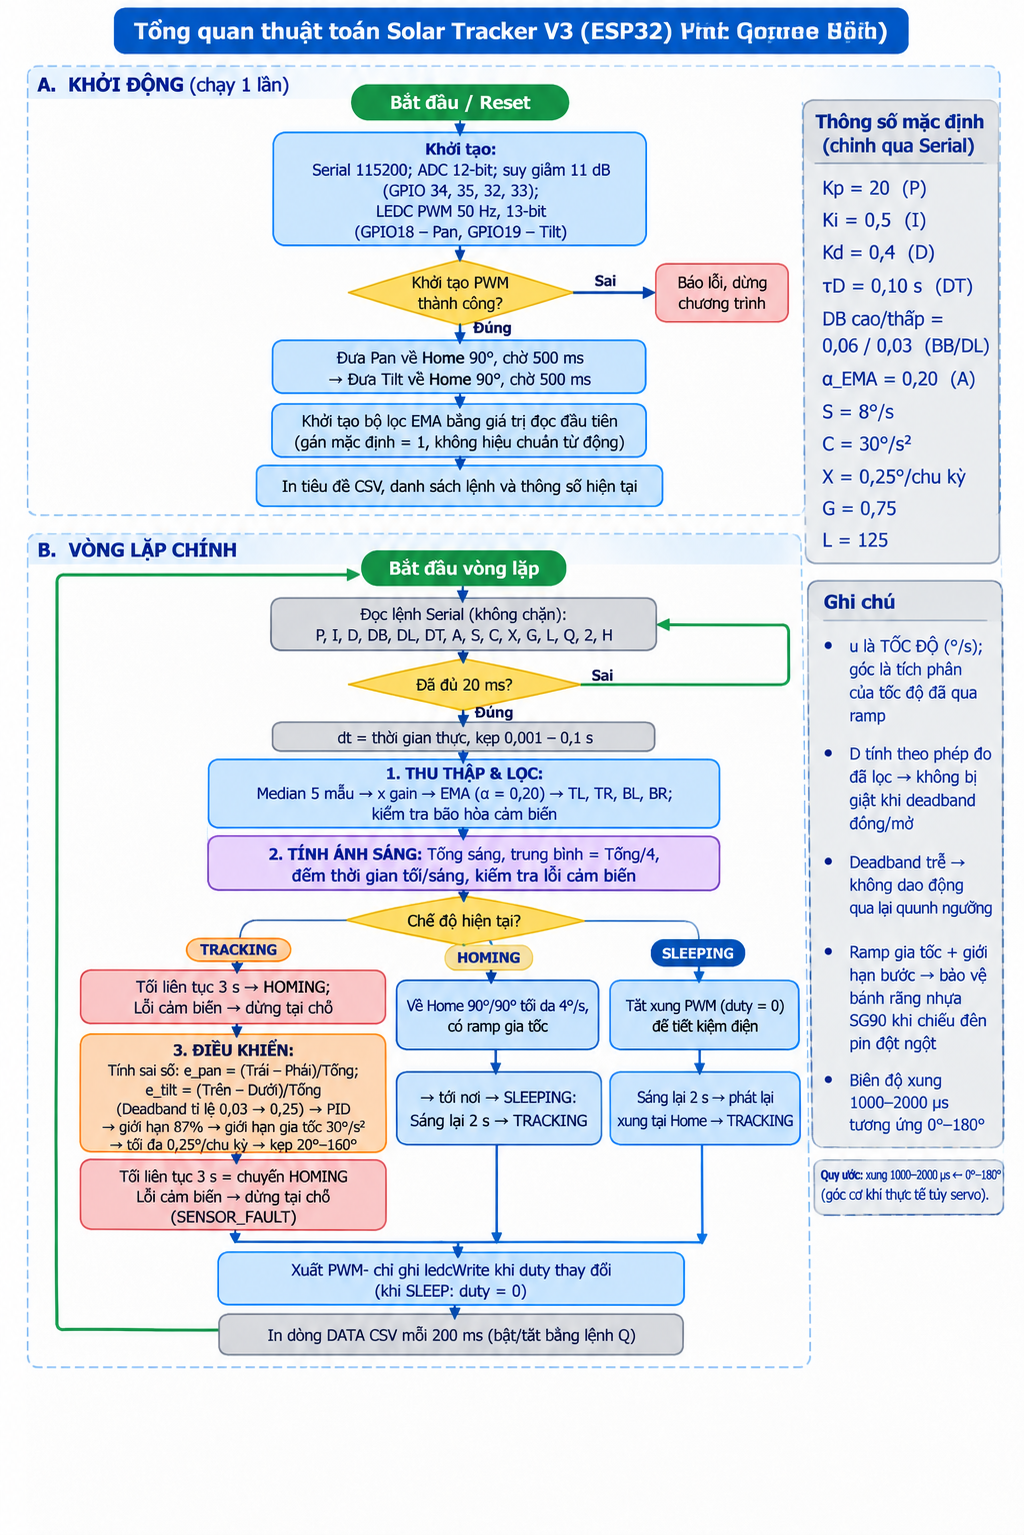 Tổng quan thuật toán Solar Tracker V3 (ESP32)
A. KHỞI ĐỘNG (chạy 1 lần)
Bắt đầu / Reset
Khởi tạo:
Serial 115200; ADC 12-bit; suy giảm 11 dB
(GPIO 34, 35, 32, 33);
LEDC PWM 50 Hz, 13-bit
(GPIO18 – Pan, GPIO19 – Tilt)
Khởi tạo PWM
thành công?
Sai
Báo lỗi, dừng
chương trình
Đúng
Đưa Pan về Home 90°, chờ 500 ms
→ Đưa Tilt về Home 90°, chờ 500 ms
Khởi tạo bộ lọc EMA bằng giá trị đọc đầu tiên
(gán mặc định = 1, không hiệu chuẩn từ động)
In tiêu đề CSV, danh sách lệnh và thông số hiện tại
Thông số mặc định
(chinh qua Serial)
Kp = 20 (P)
Ki = 0,5 (I)
Kd = 0,4 (D)
τD = 0,10 s (DT)
DB cao/thấp =
0,06 / 0,03 (BB/DL)
α_EMA = 0,20 (A)
S = 8°/s
C = 30°/s²
X = 0,25°/chu kỳ
G = 0,75
L = 125
B. VÒNG LẶP CHÍNH
Bắt đầu vòng lặp
Đọc lệnh Serial (không chặn):
P, I, D, DB, DL, DT, A, S, C, X, G, L, Q, 2, H
Đã đủ 20 ms?
Sai
Đúng
dt = thời gian thực, kẹp 0,001 – 0,1 s
1. THU THẬP & LỌC:
Median 5 mẫu → x gain → EMA (α = 0,20) → TL, TR, BL, BR;
kiểm tra bão hòa cảm biến
2. TÍNH ÁNH SÁNG: Tổng sáng, trung bình = Tổng/4,
đếm thời gian tối/sáng, kiểm tra lỗi cảm biến
Chế độ hiện tại?
TRACKING
HOMING
SLEEPING
Tối liên tục 3 s → HOMING;
Lỗi cảm biến → dừng tại chỗ
3. ĐIỀU KHIỂN:
Tính sai số: e_pan = (Trái – Phải)/Tổng;
e_tilt = (Trên – Dưới)/Tống
(Deadband tỉ lệ 0,03 → 0,25) → PID
→ giới hạn 87% → giới hạn gia tốc 30°/s²
→ tối đa 0,25°/chu kỳ → kẹp 20°–160°
Tối liên tục 3 s = chuyển HOMING
Lỗi cảm biến → dừng tại chỗ
(SENSOR_FAULT)
Về Home 90°/90° tối da 4°/s,
có ramp gia tốc
→ tới nơi → SLEEPING:
Sáng lại 2 s → TRACKING
Tăt xung PWM (duty = 0)
để tiết kiệm điện
Sáng lại 2 s → phát lại
xung tại Home → TRACKING
Xuất PWM- chỉ ghi ledcWrite khi duty thay đổi
(khi SLEEP: duty = 0)
In dòng DATA CSV mỗi 200 ms (bật/tăt bằng lệnh Q)
Ghi chú
• u là TỐC ĐỘ (°/s);
góc là tích phân
của tốc độ đã qua
ramp
• D tính theo phép đo
đã lọc → không bị
giật khi deadband
đóng/mở
• Deadband trễ →
không dao động
qua lại quunh ngưỡng
• Ramp gia tốc + giới
hạn bước → bảo vệ
bánh răng nhựa
SG90 khi chiếu đên
pin đột ngột
• Biên độ xung
1000–2000 µs
tương ứng 0°–180°
Quy ước: xung 1000–2000 µs ← 0°–180°
(góc cơ khí thực tế tủy servo).